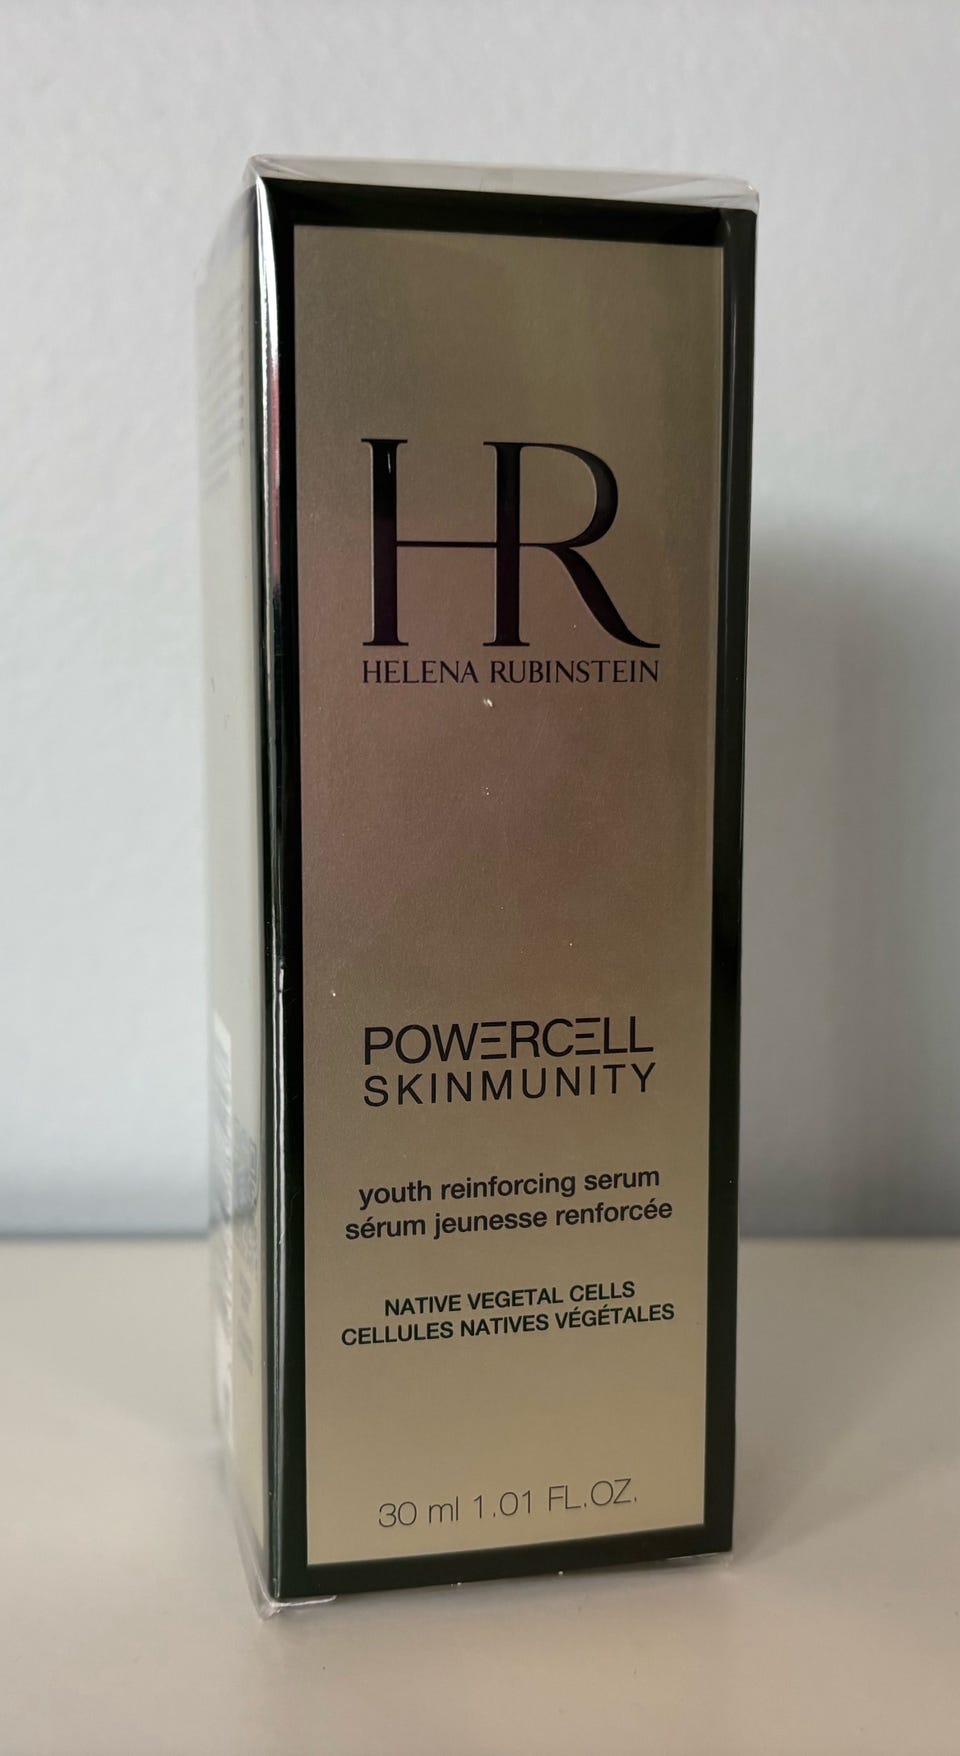 HR
HELENA RUBINSTEIN
POWERCELL
SKINMUNITY
youth reinforcing serum
sérum jeunesse renforcée
NATIVE VEGETAL CELLS
CELLULES NATIVES VÉGÉTALES
30 ml 1.01 FL.OZ.